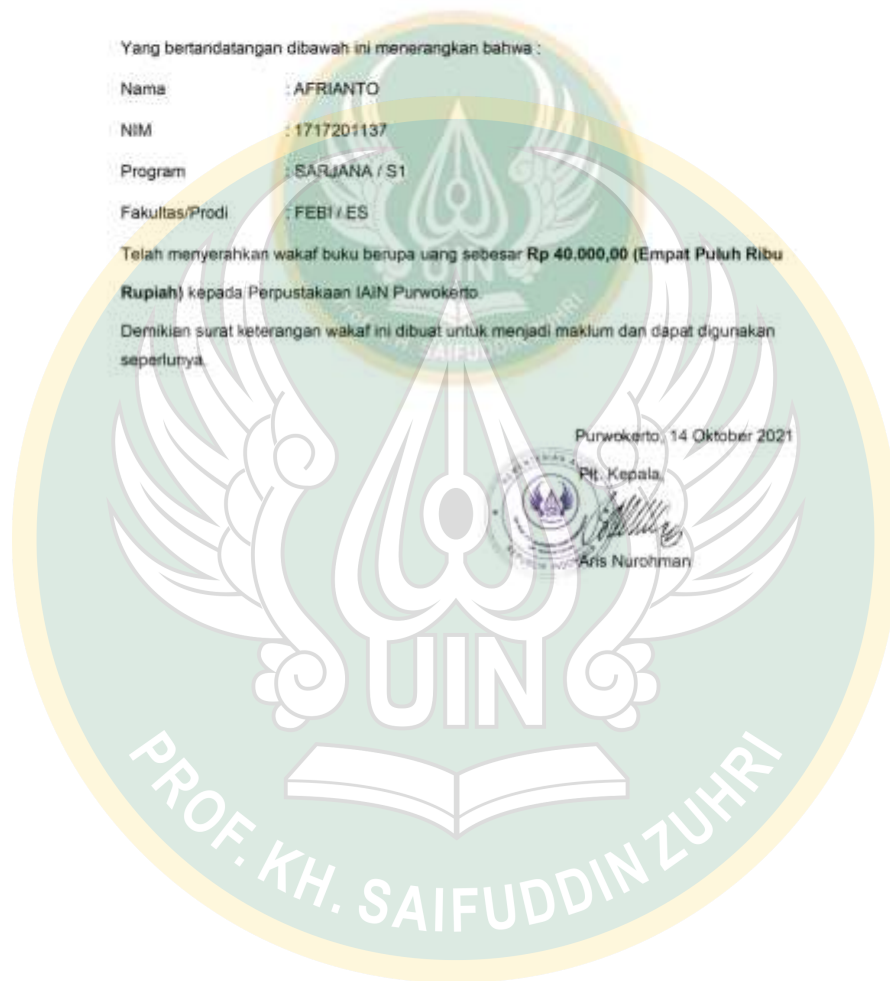 Yang bertandatangan dibawah ini menerangkan bahwa :
Nama : AFRIANTO
NIM : 1717201137
Program : SARJANA / S1
Fakultas/Prodi : FEBI / ES
Telah menyerahkan wakaf buku berupa uang sebesar Rp 40.000,00 (Empat Puluh Ribu
Rupiah) kepada Perpustakaan IAIN Purwokerto.
Demikian surat keterangan wakaf ini dibuat untuk menjadi maklum dan dapat digunakan
seperlunya.
Purwokerto, 14 Oktober 2021
Plt. Kepala,
Aris Nurohman
UIN
PROF. KH. SAIFUDDIN ZUHRI